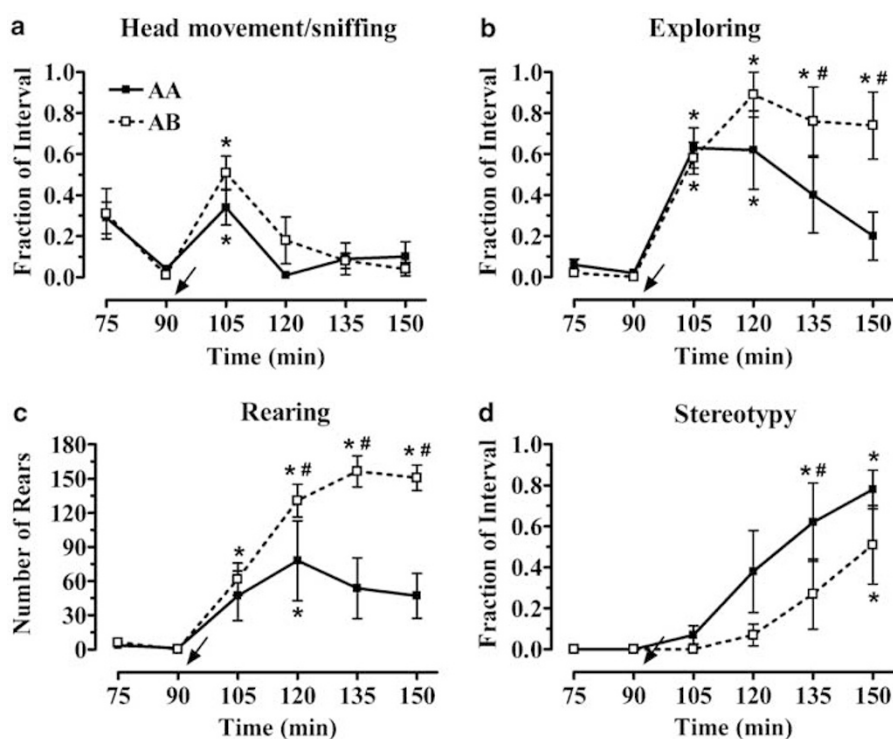 a Head movement/sniffing
Fraction of Interval
1.0
0.8
0.6
0.4
0.2
0.0
AA
AB
*
*
75 90 105 120 135 150
Time (min)
b Exploring
Fraction of Interval
1.0
0.8
0.6
0.4
0.2
0.0
* * *# *#
* *
75 90 105 120 135 150
Time (min)
c Rearing
Number of Rears
180
150
120
90
60
30
0
* *# *# *#
*
75 90 105 120 135 150
Time (min)
d Stereotypy
Fraction of Interval
1.0
0.8
0.6
0.4
0.2
0.0
*# *
*
75 90 105 120 135 150
Time (min)